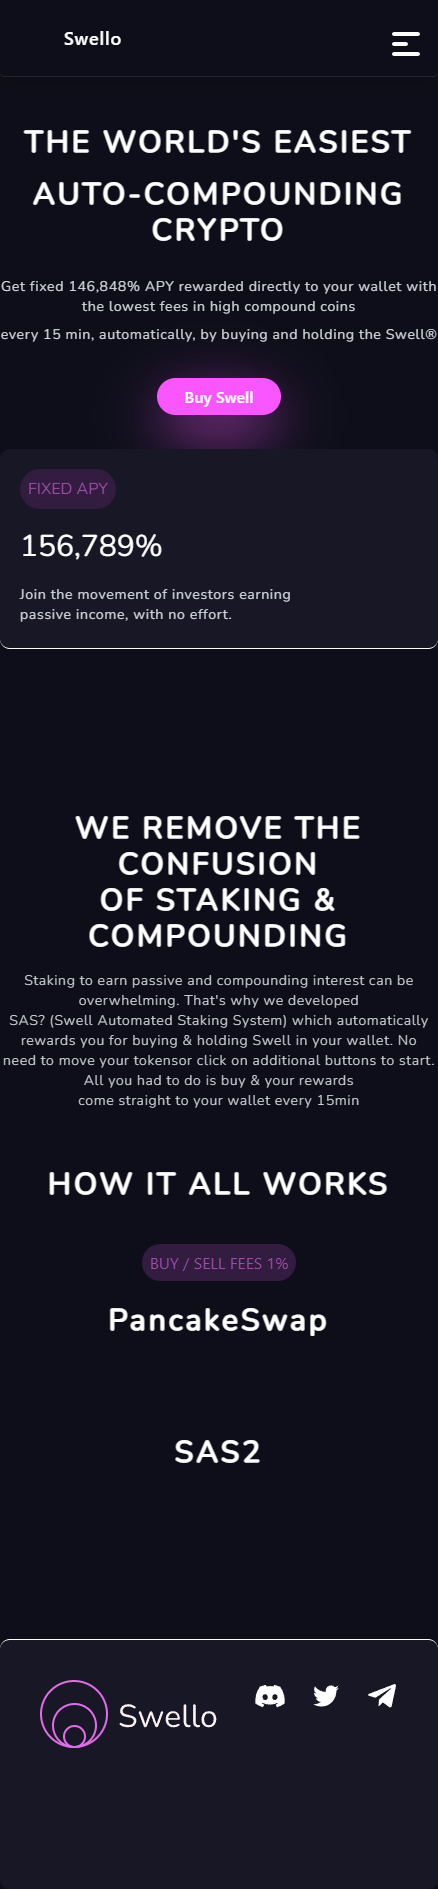 Swello
THE WORLD'S EASIEST
AUTO-COMPOUNDING
CRYPTO
Get fixed 146,848% APY rewarded directly to your wallet with
the lowest fees in high compound coins
every 15 min, automatically, by buying and holding the Swell®
Buy Swell
FIXED APY
156,789%
Join the movement of investors earning
passive income, with no effort.
WE REMOVE THE
CONFUSION
OF STAKING &
COMPOUNDING
Staking to earn passive and compounding interest can be
overwhelming. That's why we developed
SAS? (Swell Automated Staking System) which automatically
rewards you for buying & holding Swell in your wallet. No
need to move your tokensor click on additional buttons to start.
All you had to do is buy & your rewards
come straight to your wallet every 15min
HOW IT ALL WORKS
BUY / SELL FEES 1%
PancakeSwap
SAS2
Swello